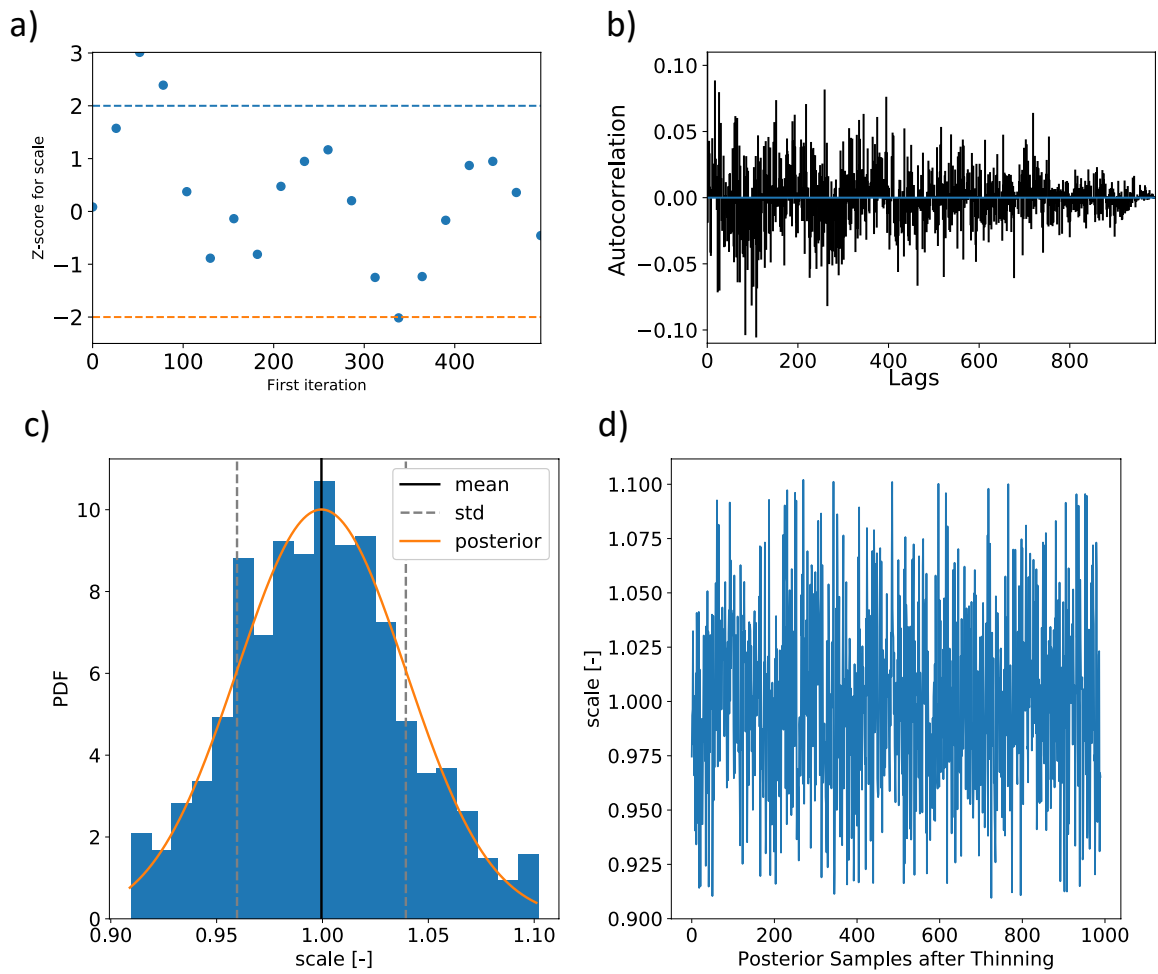 a)
3
2
1
0
−1
−2
Z-score for scale
0 100 200 300 400
First iteration
b)
0.10
0.05
0.00
−0.05
−0.10
Autocorrelation
0 200 400 600 800
Lags
c)
10
8
6
4
2
0
PDF
mean
std
posterior
0.90 0.95 1.00 1.05 1.10
scale [-]
d)
1.100
1.075
1.050
1.025
1.000
0.975
0.950
0.925
0.900
scale [-]
0 200 400 600 800 1000
Posterior Samples after Thinning